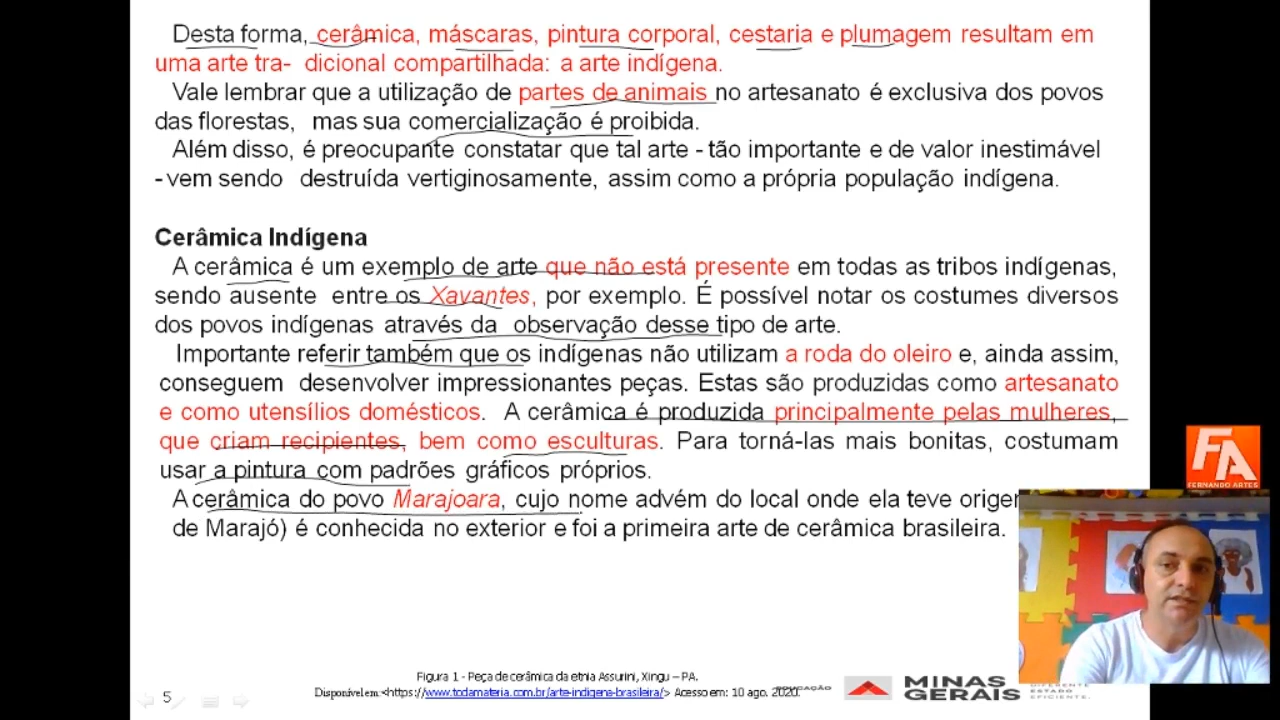 Desta forma, cerâmica, máscaras, pintura corporal, cestaria e plumagem resultam em
uma arte tra- dicional compartilhada: a arte indígena.
Vale lembrar que a utilização de partes de animais no artesanato é exclusiva dos povos
das florestas, mas sua comercialização é proibida.
Além disso, é preocupante constatar que tal arte - tão importante e de valor inestimável
- vem sendo destruída vertiginosamente, assim como a própria população indígena.
Cerâmica Indígena
A cerâmica é um exemplo de arte que não está presente em todas as tribos indígenas,
sendo ausente entre os Xavantes, por exemplo. É possível notar os costumes diversos
dos povos indígenas através da observação desse tipo de arte.
Importante referir também que os indígenas não utilizam a roda do oleiro e, ainda assim,
conseguem desenvolver impressionantes peças. Estas são produzidas como artesanato
e como utensílios domésticos. A cerâmica é produzida principalmente pelas mulheres,
que criam recipientes, bem como esculturas. Para torná-las mais bonitas, costumam
usar a pintura com padrões gráficos próprios.
A cerâmica do povo Marajoara, cujo nome advém do local onde ela teve origem
de Marajó) é conhecida no exterior e foi a primeira arte de cerâmica brasileira.
FA
FERNANDO ARTES
Figura 1 - Peça de cerâmica da etnia Assurini, Xingu – PA.
Disponível em: <https://www.todamateria.com.br/arte-indigena-brasileira/> Acesso em: 10 ago. 2020.
5
EDUCAÇÃO
MINAS
GERAIS
DIFERENTE
ESTADO
EFICIENTE.